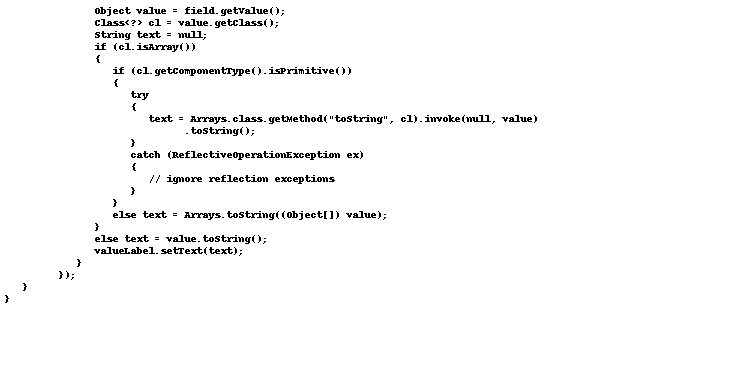 Object value = field.getValue();
Class<?> cl = value.getClass();
String text = null;
if (cl.isArray())
{
if (cl.getComponentType().isPrimitive())
{
try
{
text = Arrays.class.getMethod("toString", cl).invoke(null, value)
.toString();
}
catch (ReflectiveOperationException ex)
{
// ignore reflection exceptions
}
}
else text = Arrays.toString((Object[]) value);
}
else text = value.toString();
valueLabel.setText(text);
}
});
}
}